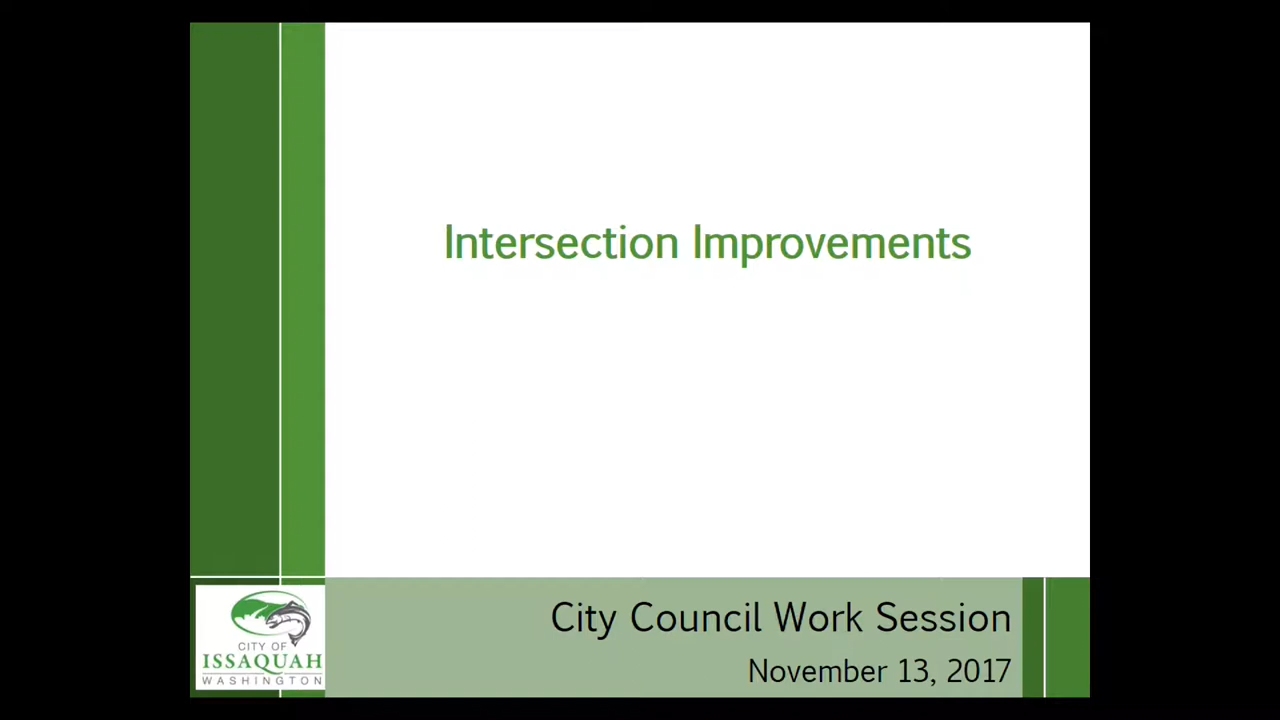 Intersection Improvements
City Council Work Session
November 13, 2017
CITY OF
ISSAQUAH
WASHINGTON